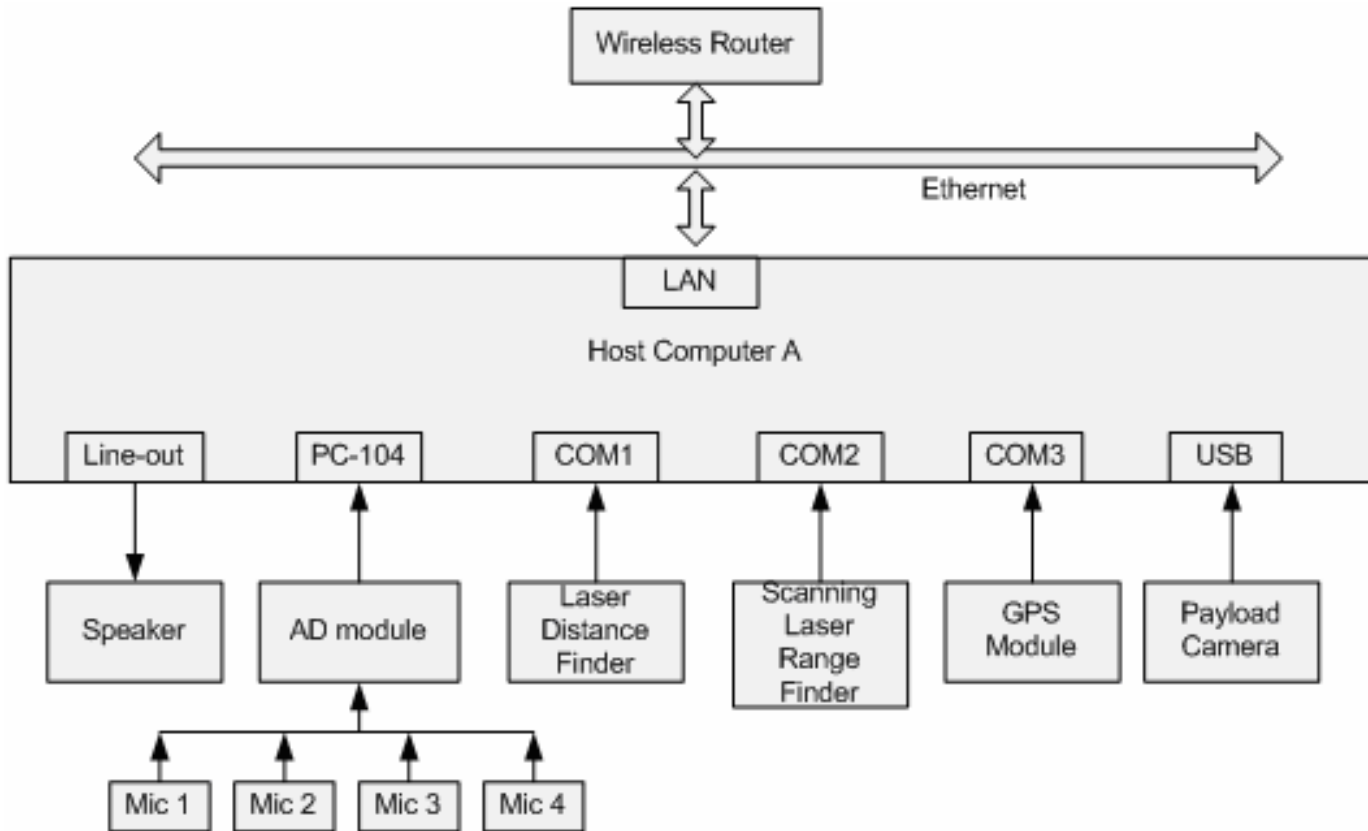 Wireless Router
Ethernet
LAN
Host Computer A
Line-out
PC-104
COM1
COM2
COM3
USB
Speaker
AD module
Laser
Distance
Finder
Scanning
Laser
Range
Finder
GPS
Module
Payload
Camera
Mic 1
Mic 2
Mic 3
Mic 4